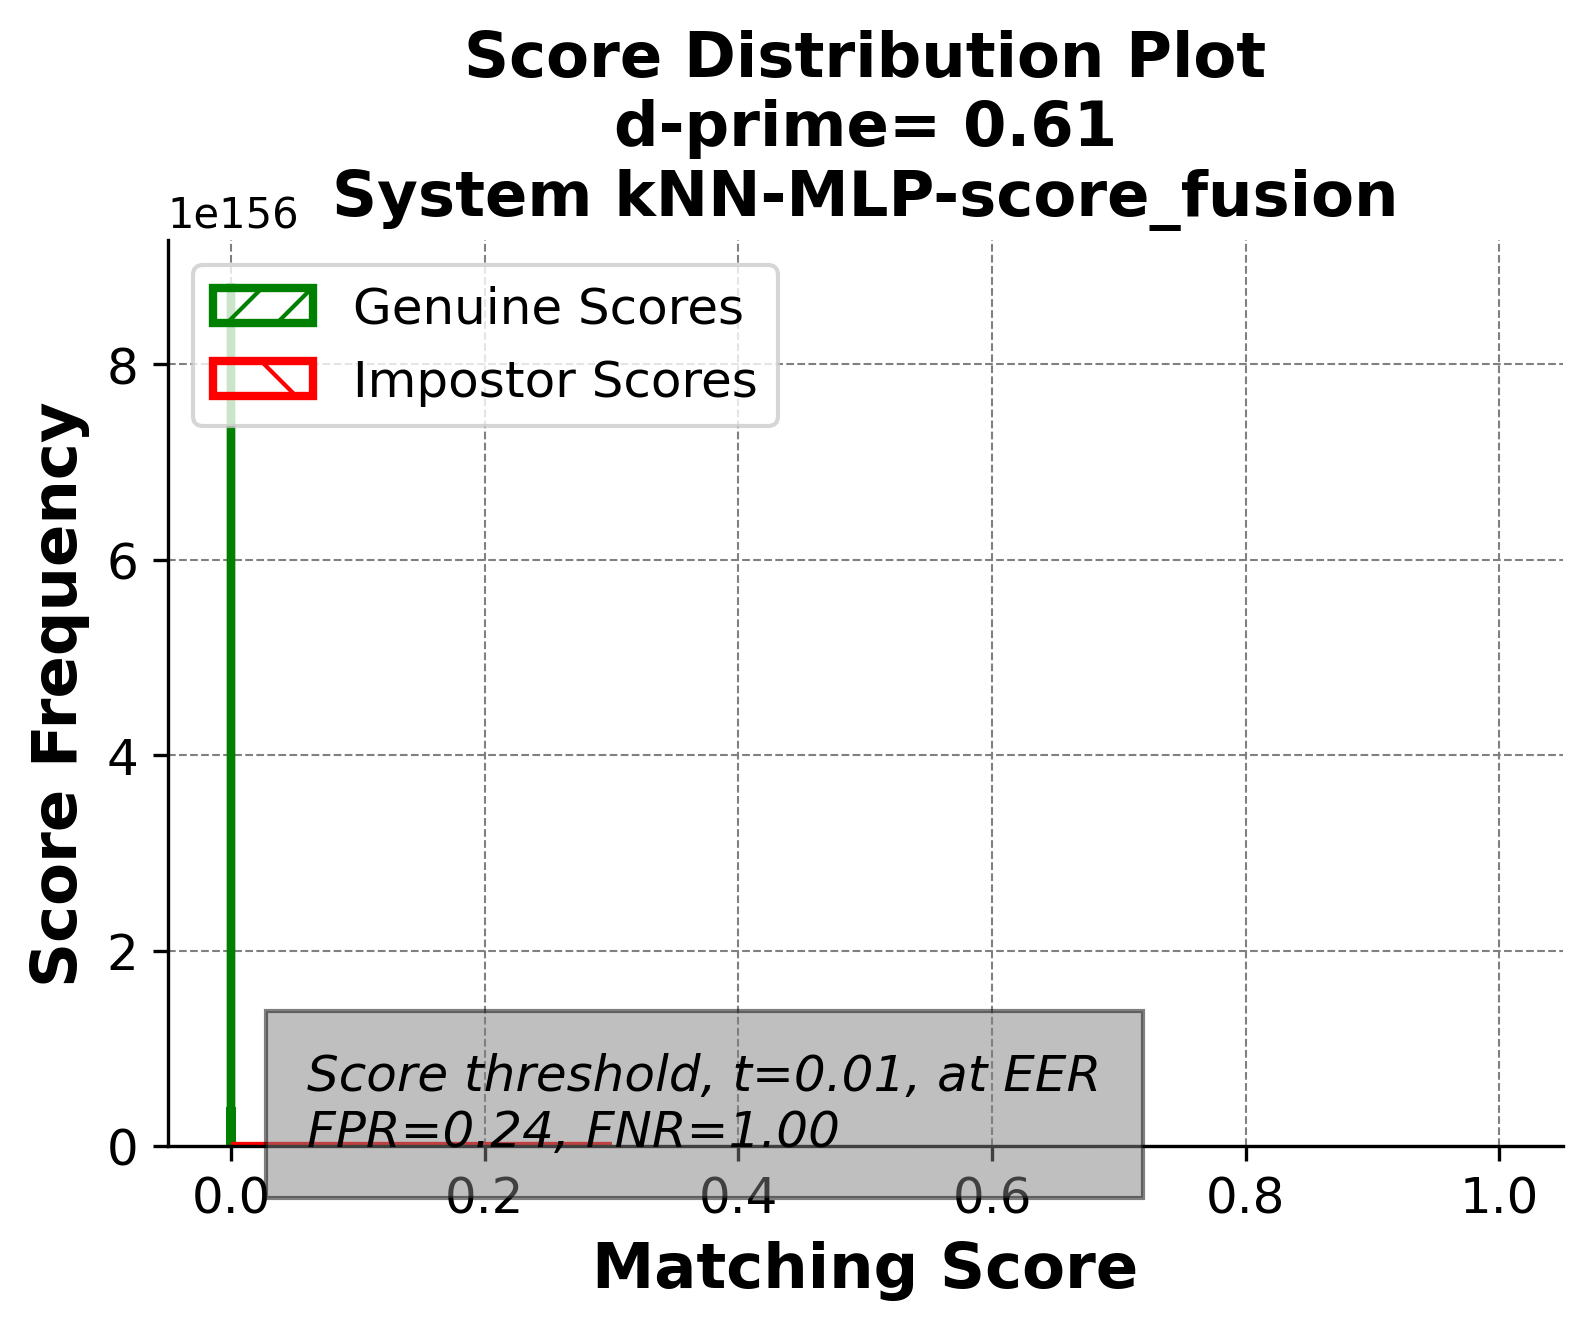 Score Distribution Plot
d-prime= 0.61
System kNN-MLP-score_fusion
1e156
Genuine Scores
Impostor Scores
8
6
4
2
0
Score Frequency
Score threshold, t=0.01, at EER
FPR=0.24, FNR=1.00
0.0 0.2 0.4 0.6 0.8 1.0
Matching Score